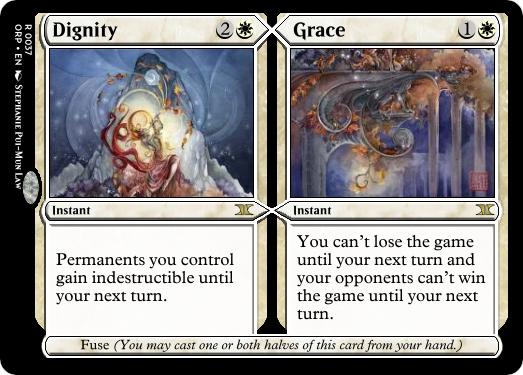 Dignity 2
Instant
Permanents you control
gain indestructible until
your next turn.
Grace 1
Instant
You can't lose the game
until your next turn and
your opponents can't win
the game until your next
turn.
Fuse (You may cast one or both halves of this card from your hand.)
R 0037
ORP • EN STEPHANIE PUI-MUN LAW